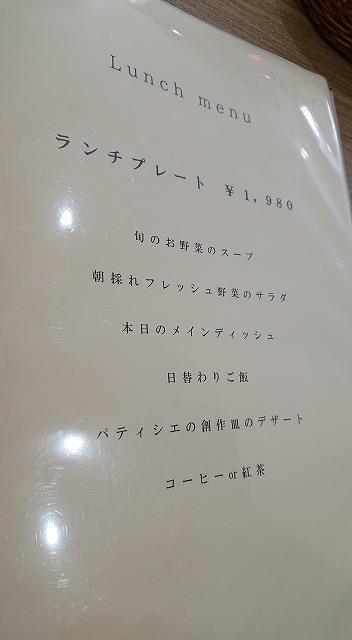 Lunch menu
ランチプレート ￥1,980
旬のお野菜のスープ
朝採れフレッシュ野菜のサラダ
本日のメインディッシュ
日替わりご飯
パティシエの創作皿のデザート
コーヒーor紅茶